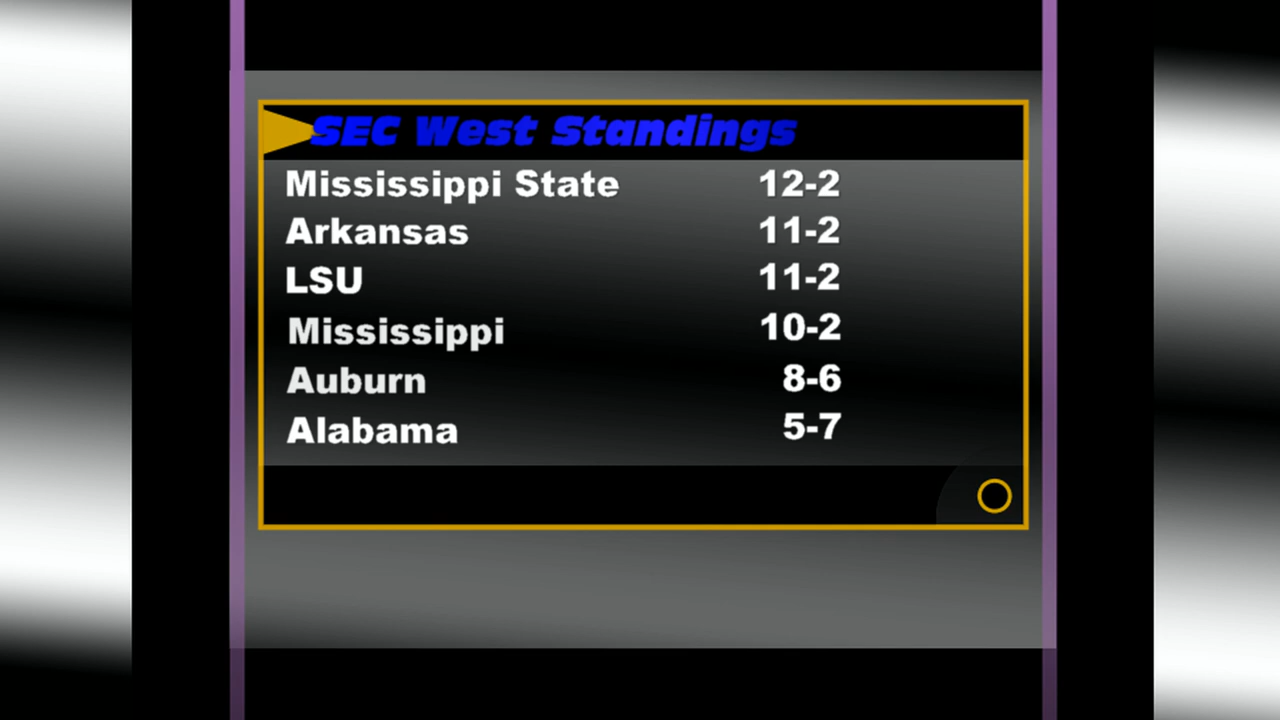 SEC West Standings
Mississippi State 12-2
Arkansas 11-2
LSU 11-2
Mississippi 10-2
Auburn 8-6
Alabama 5-7